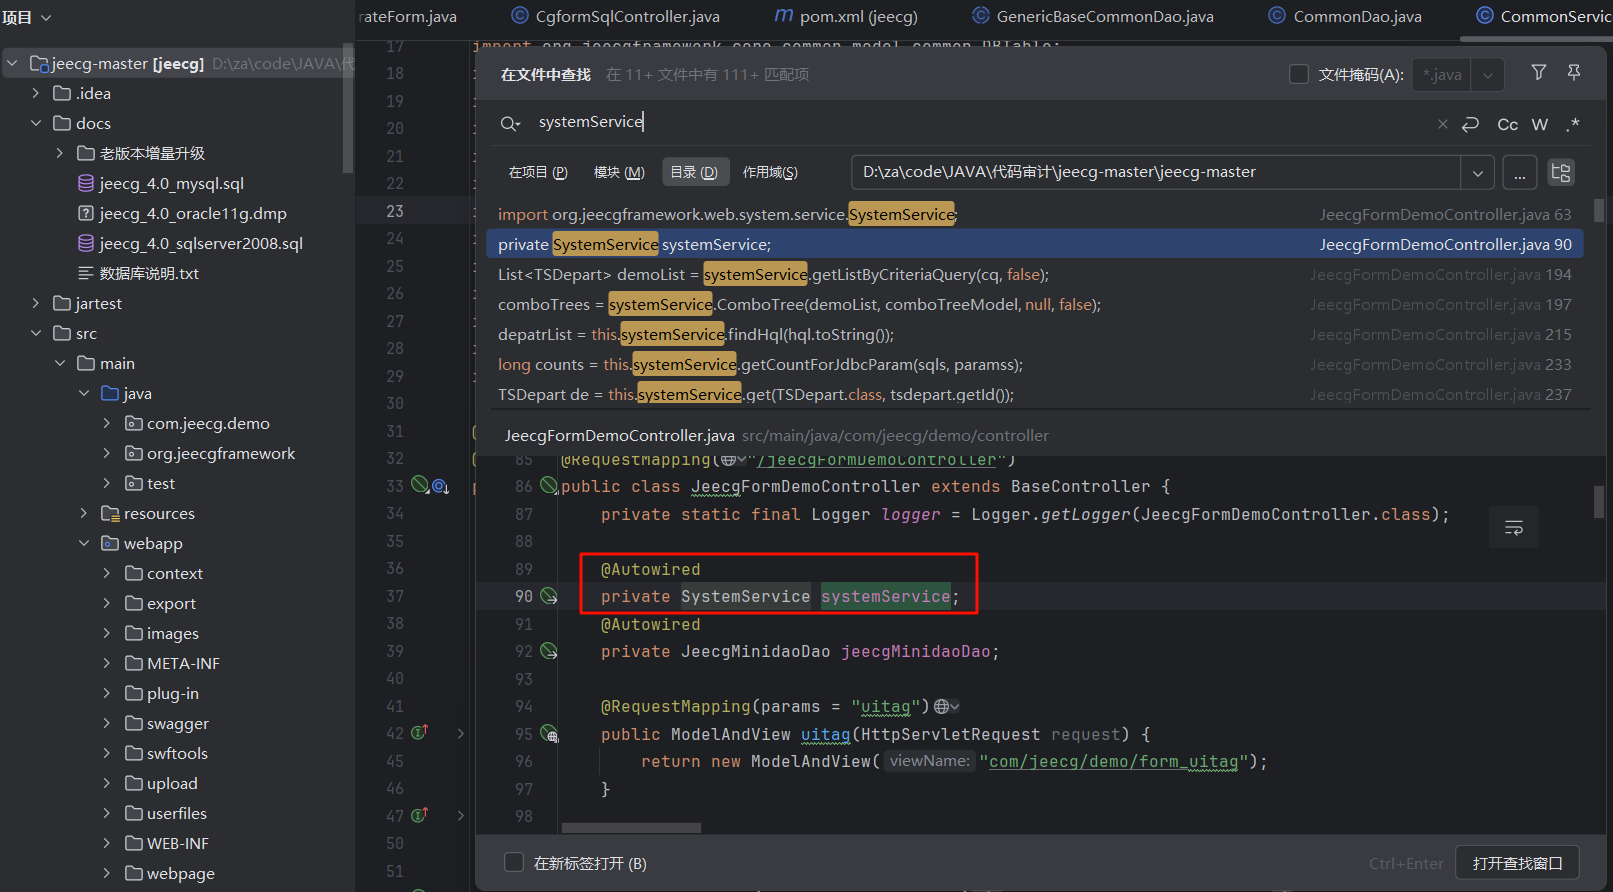 项目
rateForm.java
CgformSqlController.java
pom.xml (jeecg)
GenericBaseCommonDao.java
CommonDao.java
CommonServic
jeecg-master [jeecg] D:\za\code\JAVA\代
.idea
docs
老版本增量升级
jeecg_4.0_mysql.sql
jeecg_4.0_oracle11g.dmp
jeecg_4.0_sqlserver2008.sql
数据库说明.txt
jartest
src
main
java
com.jeecg.demo
org.jeecgframework
test
resources
webapp
context
export
images
META-INF
plug-in
swagger
swftools
upload
userfiles
WEB-INF
webpage
17 import org.jeecgframework.core.common.model.common.DBTable;
18
19
20
21
22
23
24
25
26
27
28
29
30
31
32
33
34
35
36
37
38
39
40
41
42
45
46
47
50
51
在文件中查找 在 11+ 文件中有 111+ 匹配项
文件掩码(A): *.java
systemService
Cc W .*
在项目 (P) 模块 (M) 目录 (D) 作用域(S)
D:\za\code\JAVA\代码审计\jeecg-master\jeecg-master
...
import org.jeecgframework.web.system.service.SystemService; JeecgFormDemoController.java 63
private SystemService systemService; JeecgFormDemoController.java 90
List<TSDepart> demoList = systemService.getListByCriteriaQuery(cq, false); JeecgFormDemoController.java 194
comboTrees = systemService.ComboTree(demoList, comboTreeModel, null, false); JeecgFormDemoController.java 197
depatrList = this.systemService.findHql(hql.toString()); JeecgFormDemoController.java 215
long counts = this.systemService.getCountForJdbcParam(sqls, paramss); JeecgFormDemoController.java 233
TSDepart de = this.systemService.get(TSDepart.class, tsdepart.getId()); JeecgFormDemoController.java 237
JeecgFormDemoController.java src/main/java/com/jeecg/demo/controller
85 @RequestMapping("/jeecgFormDemoController")
86 public class JeecgFormDemoController extends BaseController {
87 private static final Logger logger = Logger.getLogger(JeecgFormDemoController.class);
88
89 @Autowired
90 private SystemService systemService;
91 @Autowired
92 private JeecgMinidaoDao jeecgMinidaoDao;
93
94 @RequestMapping(params = "uitag")
95 public ModelAndView uitag(HttpServletRequest request) {
96 return new ModelAndView( viewName: "com/jeecg/demo/form_uitag");
97 }
98
在新标签打开 (B)
Ctrl+Enter
打开查找窗口